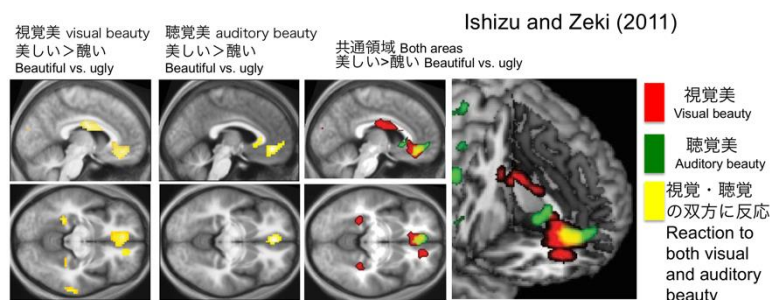 Ishizu and Zeki (2011)
視覚美 visual beauty
美しい＞醜い
Beautiful vs. ugly
聴覚美 auditory beauty
美しい＞醜い
Beautiful vs. ugly
共通領域 Both areas
美しい>醜い Beautiful vs. ugly
視覚美
Visual beauty
聴覚美
Auditory beauty
視覚・聴覚
の双方に反応
Reaction to
both visual
and auditory
beauty